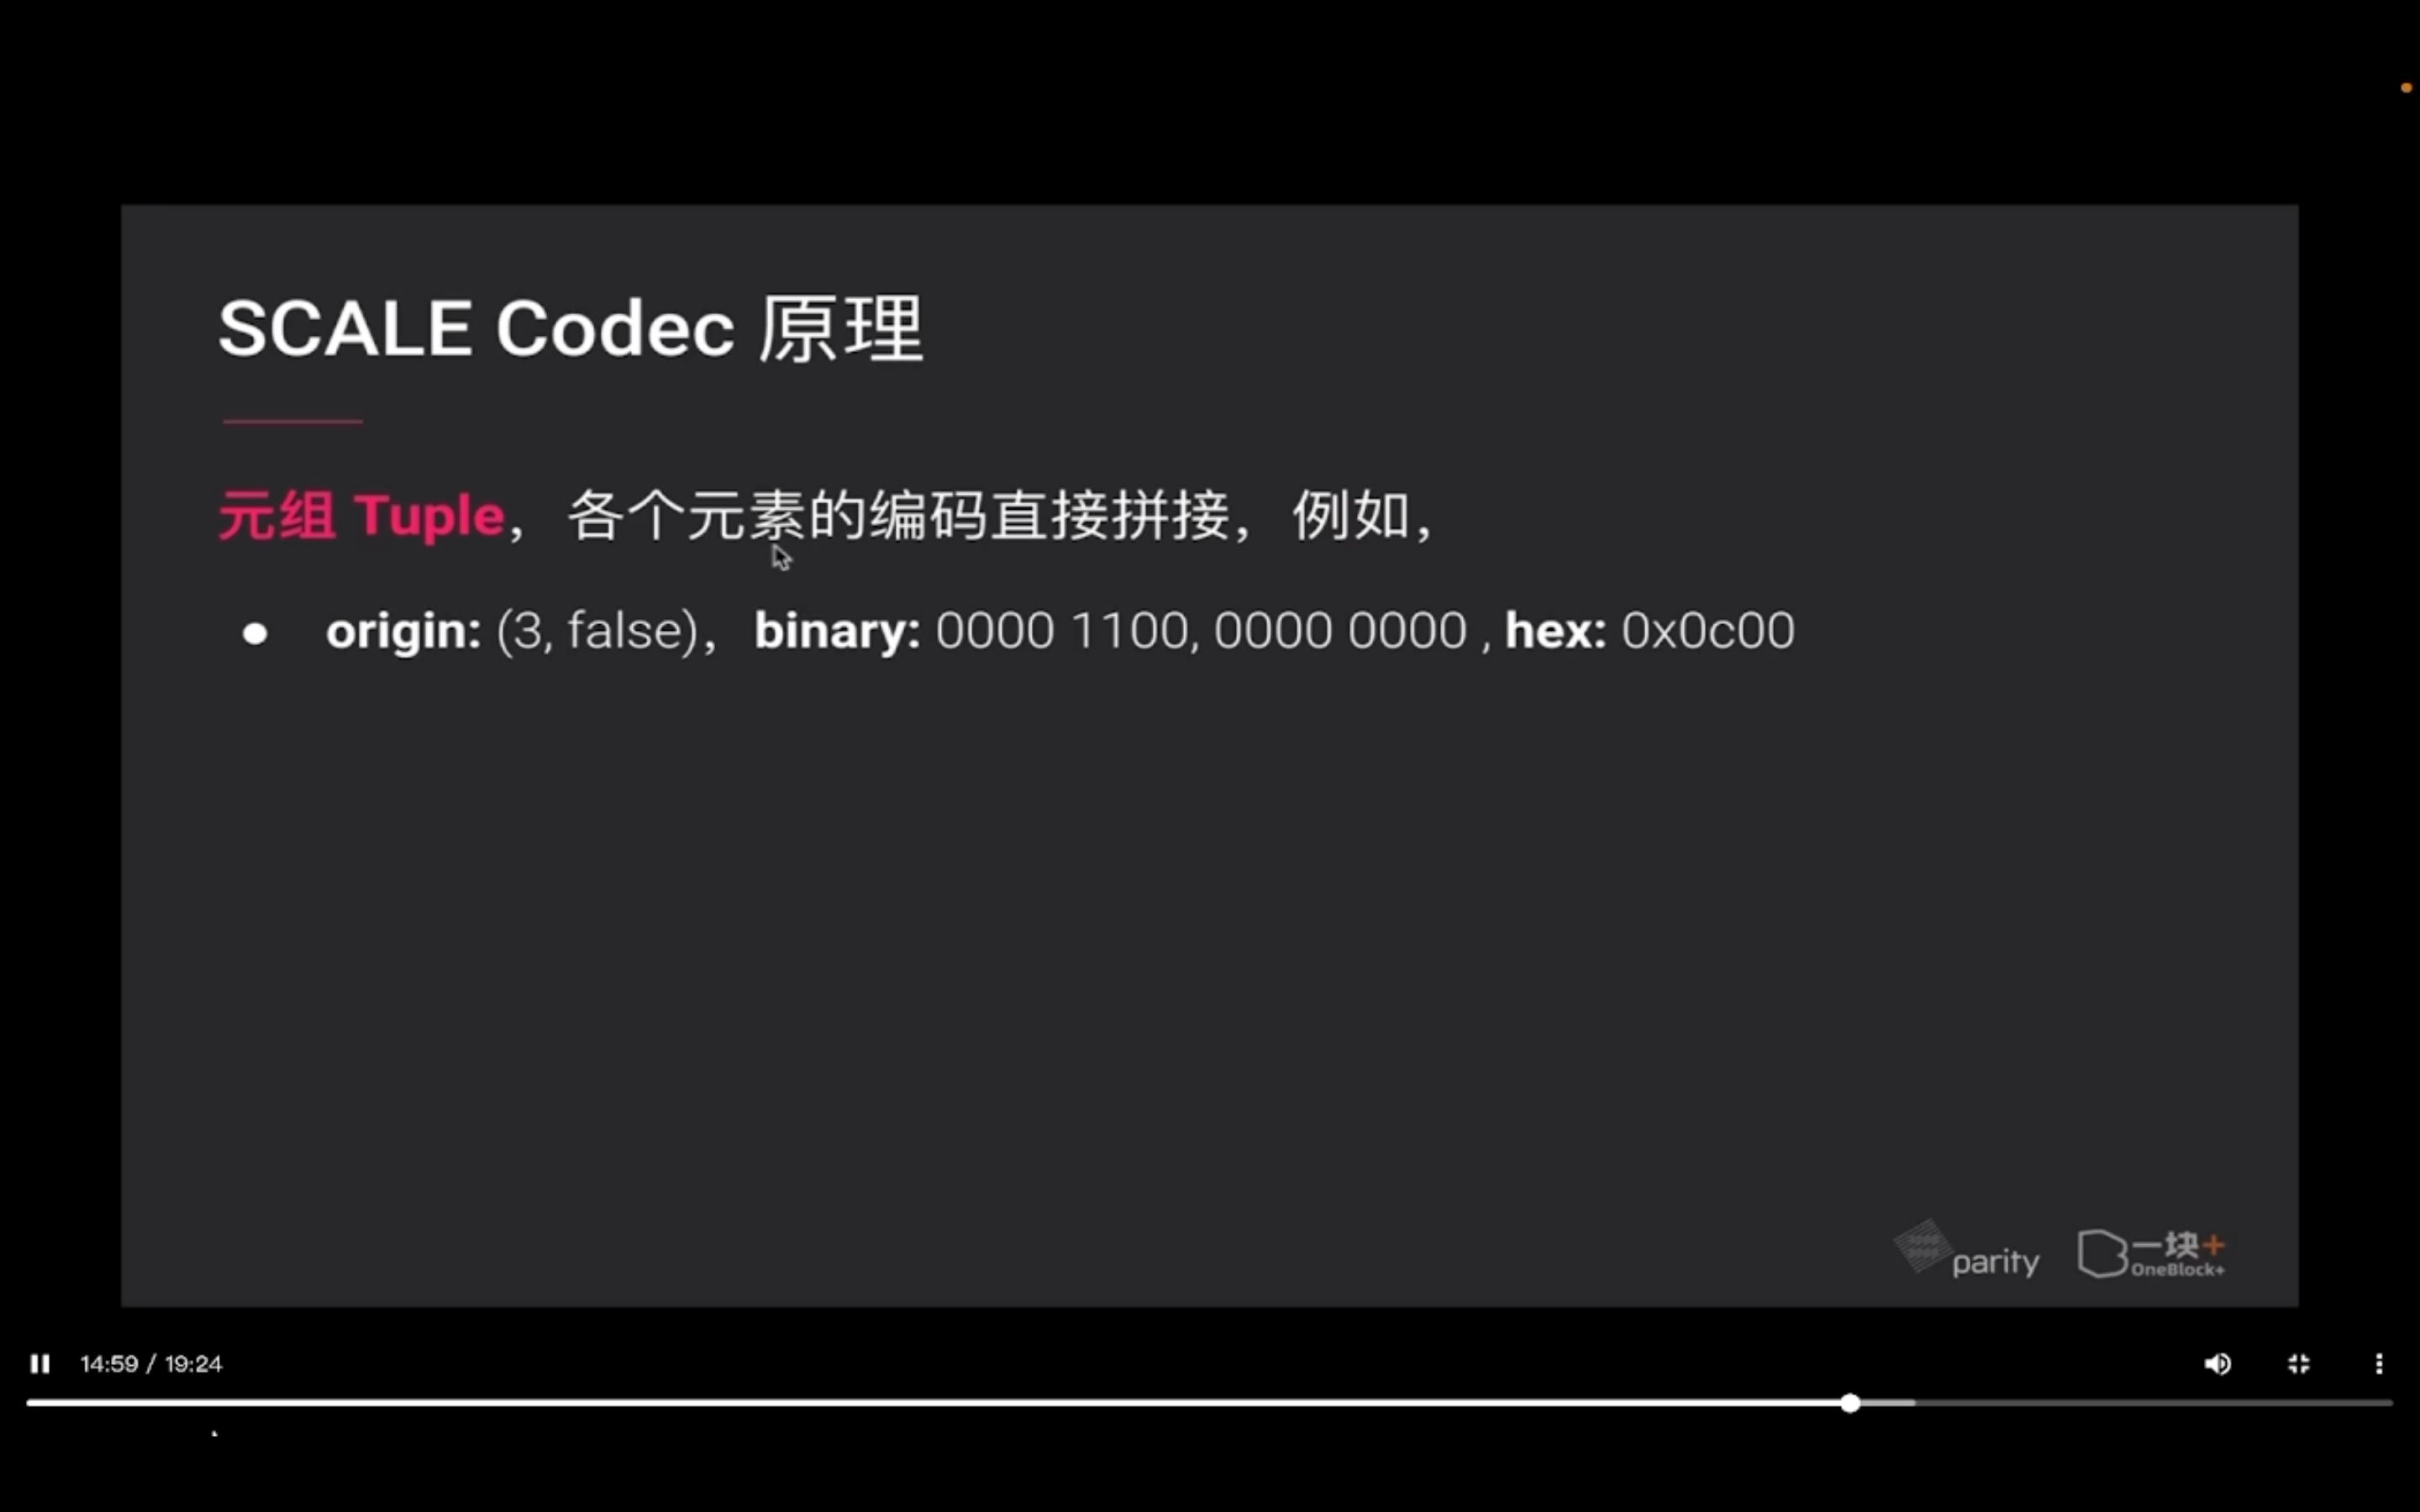 SCALE Codec 原理
元组 Tuple，各个元素的编码直接拼接，例如，
● origin: (3, false)，binary: 0000 1100, 0000 0000 , hex: 0x0c00
parity
一块+
OneBlock+
14:59 / 19:24